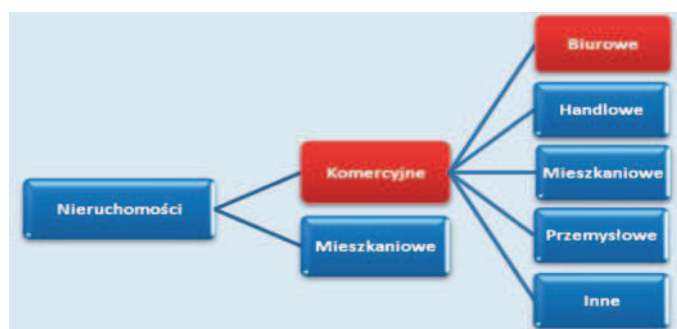 Nieruchomości
Komercyjne
Mieszkaniowe
Biurowe
Handlowe
Mieszkaniowe
Przemysłowe
Inne